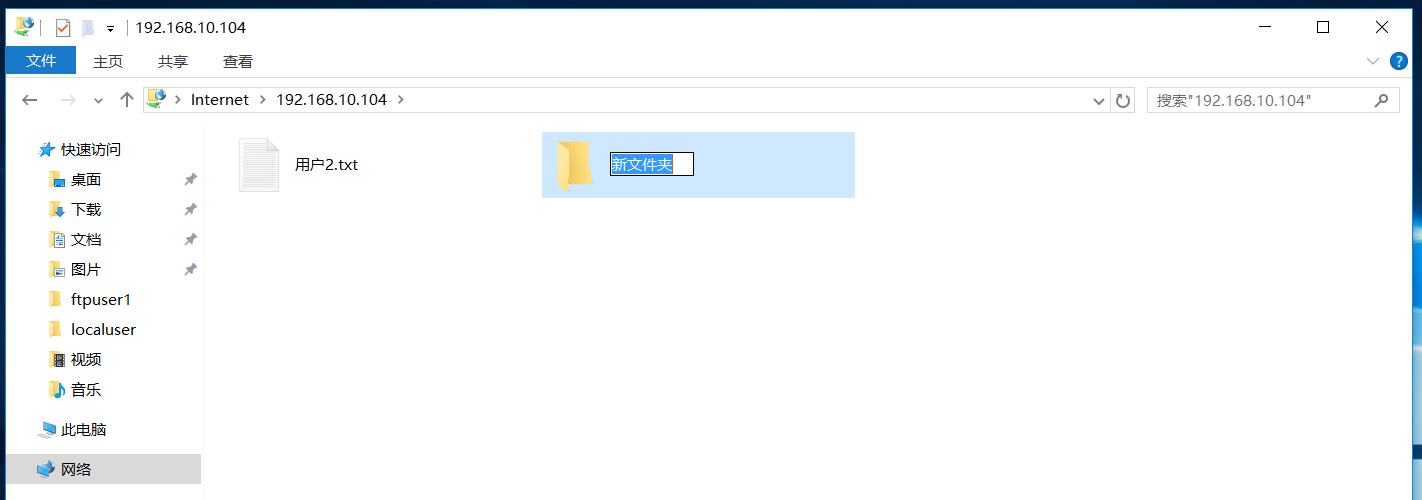 192.168.10.104
文件 主页 共享 查看
Internet 192.168.10.104 搜索"192.168.10.104"
快速访问
桌面
下载
文档
图片
ftpuser1
localuser
视频
音乐
此电脑
网络
用户2.txt
新文件夹